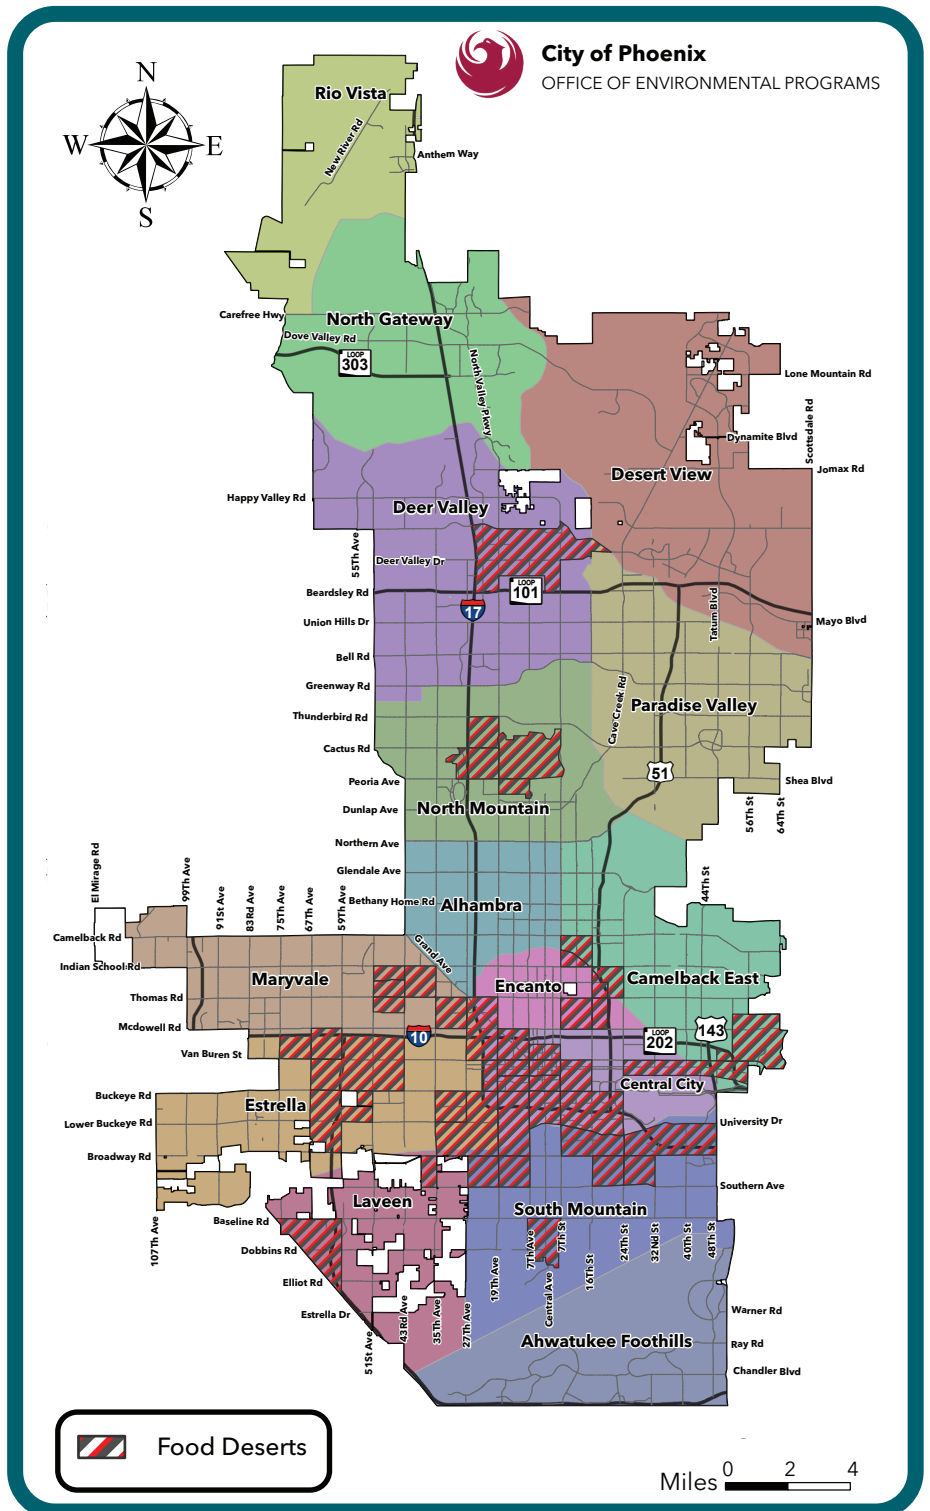 City of Phoenix
OFFICE OF ENVIRONMENTAL PROGRAMS
N
W
E
S
Rio Vista
New River Rd
Anthem Way
Carefree Hwy
North Gateway
Dove Valley Rd
LOOP
303
North Valley Pkwy
Lone Mountain Rd
Scottsdale Rd
Dynamite Blvd
Desert View
Jomax Rd
Happy Valley Rd
Deer Valley
55Th Ave
Deer Valley Dr
LOOP
101
Beardsley Rd
17
Tatum Blvd
Union Hills Dr
Mayo Blvd
Bell Rd
Greenway Rd
Cave Creek Rd
Paradise Valley
Thunderbird Rd
Cactus Rd
51
Peoria Ave
Shea Blvd
North Mountain
Dunlap Ave
56Th St
64Th St
Northern Ave
El Mirage Rd
99Th Ave
91St Ave
83Rd Ave
75Th Ave
67Th Ave
59Th Ave
Glendale Ave
44Th St
Bethany Home Rd
Alhambra
Camelback Rd
Grand Ave
Indian School Rd
Maryvale
Encanto
Camelback East
Thomas Rd
Mcdowell Rd
10
LOOP
202
143
Van Buren St
Central City
Buckeye Rd
Estrella
Lower Buckeye Rd
University Dr
Broadway Rd
Southern Ave
Laveen
South Mountain
Baseline Rd
107Th Ave
Dobbins Rd
7Th Ave
7Th St
24Th St
32Nd St
40Th St
48Th St
19Th Ave
Central Ave
16Th St
Elliot Rd
Estrella Dr
51St Ave
43Rd Ave
35Th Ave
27Th Ave
Warner Rd
Ahwatukee Foothills
Ray Rd
Chandler Blvd
Food Deserts
Miles
0 2 4